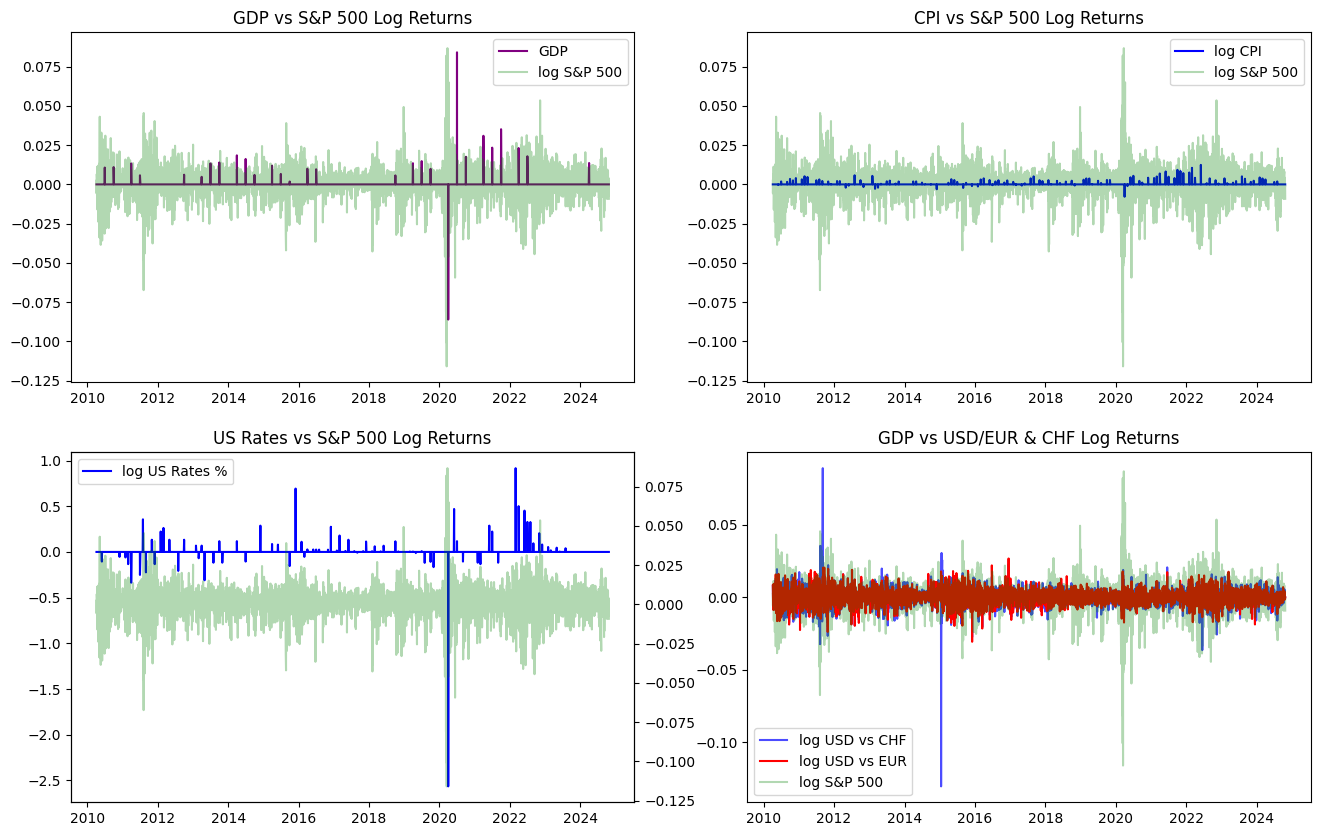 GDP vs S&P 500 Log Returns
GDP
log S&P 500
0.075
0.050
0.025
0.000
−0.025
−0.050
−0.075
−0.100
−0.125
2010 2012 2014 2016 2018 2020 2022 2024
CPI vs S&P 500 Log Returns
log CPI
log S&P 500
0.075
0.050
0.025
0.000
−0.025
−0.050
−0.075
−0.100
−0.125
2010 2012 2014 2016 2018 2020 2022 2024
US Rates vs S&P 500 Log Returns
log US Rates %
1.0
0.5
0.0
−0.5
−1.0
−1.5
−2.0
−2.5
0.075
0.050
0.025
0.000
−0.025
−0.050
−0.075
−0.100
−0.125
2010 2012 2014 2016 2018 2020 2022 2024
GDP vs USD/EUR & CHF Log Returns
0.05
0.00
−0.05
−0.10
log USD vs CHF
log USD vs EUR
log S&P 500
2010 2012 2014 2016 2018 2020 2022 2024